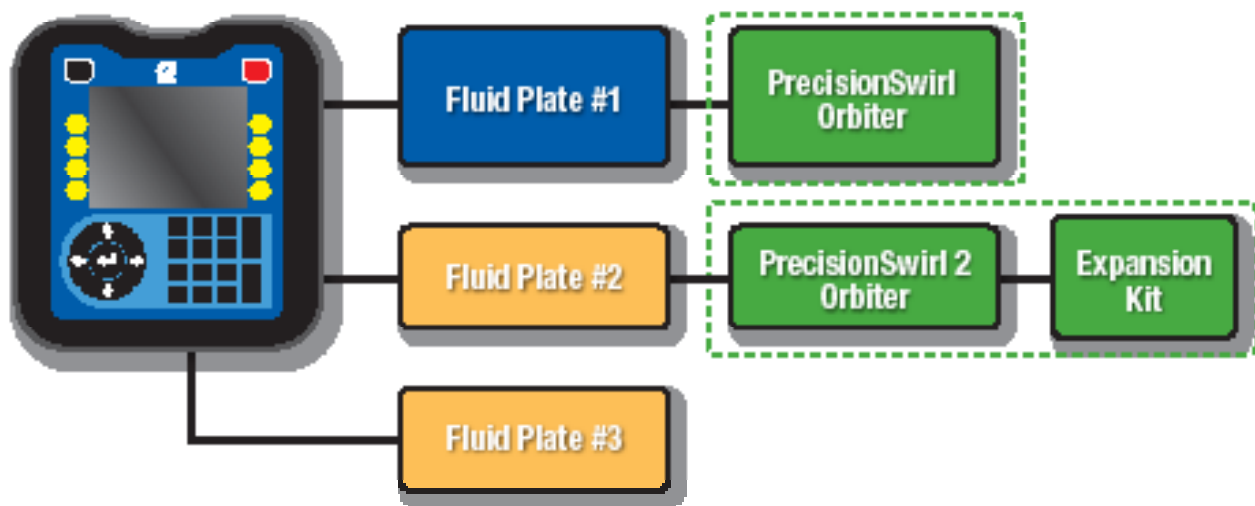 Fluid Plate #1
PrecisionSwirl
Orbiter
Fluid Plate #2
PrecisionSwirl 2
Orbiter
Expansion
Kit
Fluid Plate #3